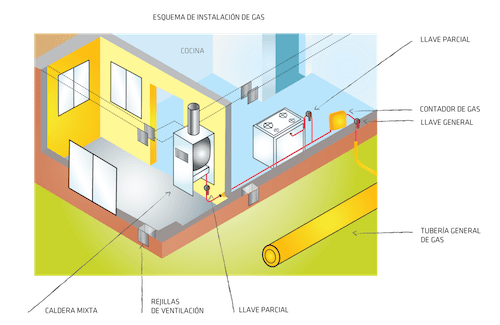 ESQUEMA DE INSTALACIÓN DE GAS
LLAVE PARCIAL
COCINA
CONTADOR DE GAS
LLAVE GENERAL
TUBERÍA GENERAL
DE GAS
CALDERA MIXTA
REJILLAS
DE VENTILACIÓN
LLAVE PARCIAL